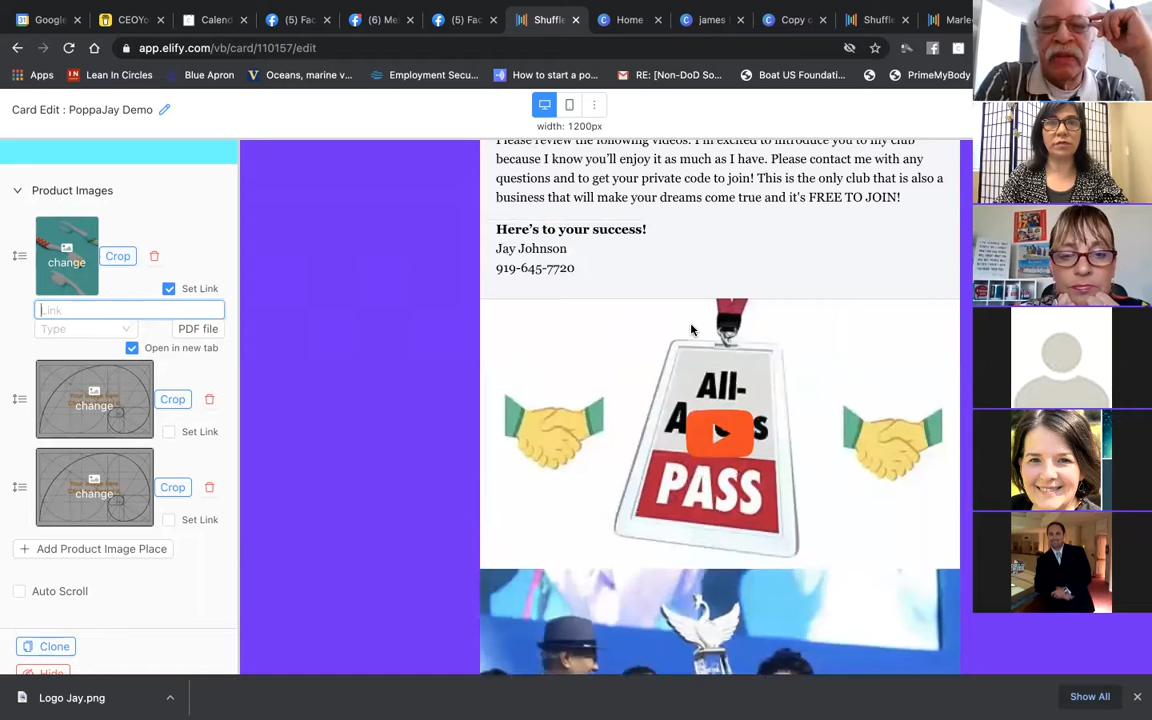 Google
CEOYo
Calend
(5) Fac
(6) Me
(5) Fac
Shuffle
Home
james
Copy o
Shuffle
Marle
app.elify.com/vb/card/110157/edit
Apps
Lean In Circles
Blue Apron
Oceans, marine v...
Employment Secu...
How to start a po...
RE: [Non-DoD So...
Boat US Foundati...
PrimeMyBody
Card Edit : PoppaJay Demo
width: 1200px
Product Images
change
Crop
Set Link
Link
Type
PDF file
Open in new tab
change
Crop
Set Link
change
Crop
Set Link
+ Add Product Image Place
Auto Scroll
Clone
Hide
Please review the following videos. I'm excited to introduce you to my club
because I know you'll enjoy it as much as I have. Please contact me with any
questions and to get your private code to join! This is the only club that is also a
business that will make your dreams come true and it's FREE TO JOIN!
Here's to your success!
Jay Johnson
919-645-7720
All-
PASS
Logo Jay.png
Show All